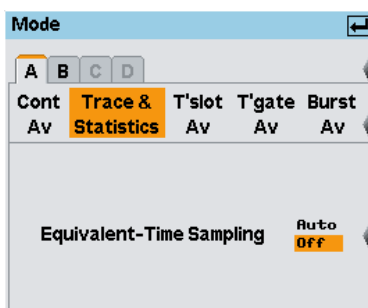 Mode
A B C D
Cont Trace & T'slot T'gate Burst
Av Statistics Av Av Av
Equivalent-Time Sampling
Auto
Off